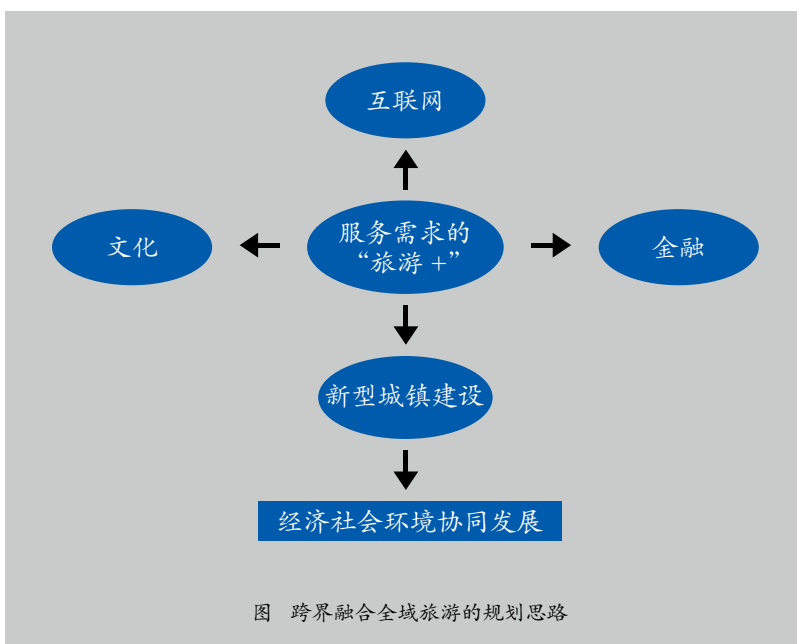 互联网
文化
服务需求的
“旅游 +”
金融
新型城镇建设
经济社会环境协同发展
图 跨界融合全域旅游的规划思路